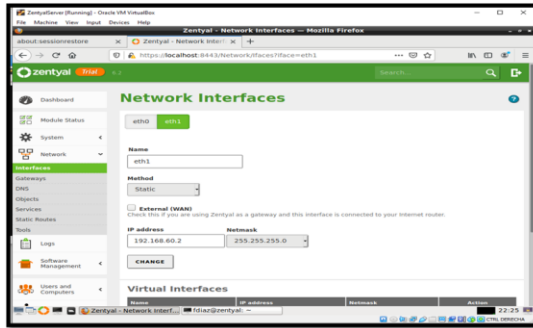 ZentyalServer [Running] - Oracle VM VirtualBox
File Machine View Input Devices Help
Zentyal - Network Interfaces — Mozilla Firefox
about:sessionrestore
Zentyal - Network Interf
https://localhost:8443/Network/Ifaces?iface=eth1
zentyal Trial 6.2
Search...
Dashboard
Module Status
System
Network
Interfaces
Gateways
DNS
Objects
Services
Static Routes
Tools
Logs
Software Management
Users and Computers
Network Interfaces
eth0 eth1
Name
eth1
Method
Static
External (WAN)
Check this if you are using Zentyal as a gateway and this interface is connected to your Internet router.
IP address Netmask
192.168.60.2 255.255.255.0
CHANGE
Virtual Interfaces
Name IP address Netmask Action
Zentyal - Network Interf... fdiaz@zentyal: ~ 22:25
CTRL DERECHA